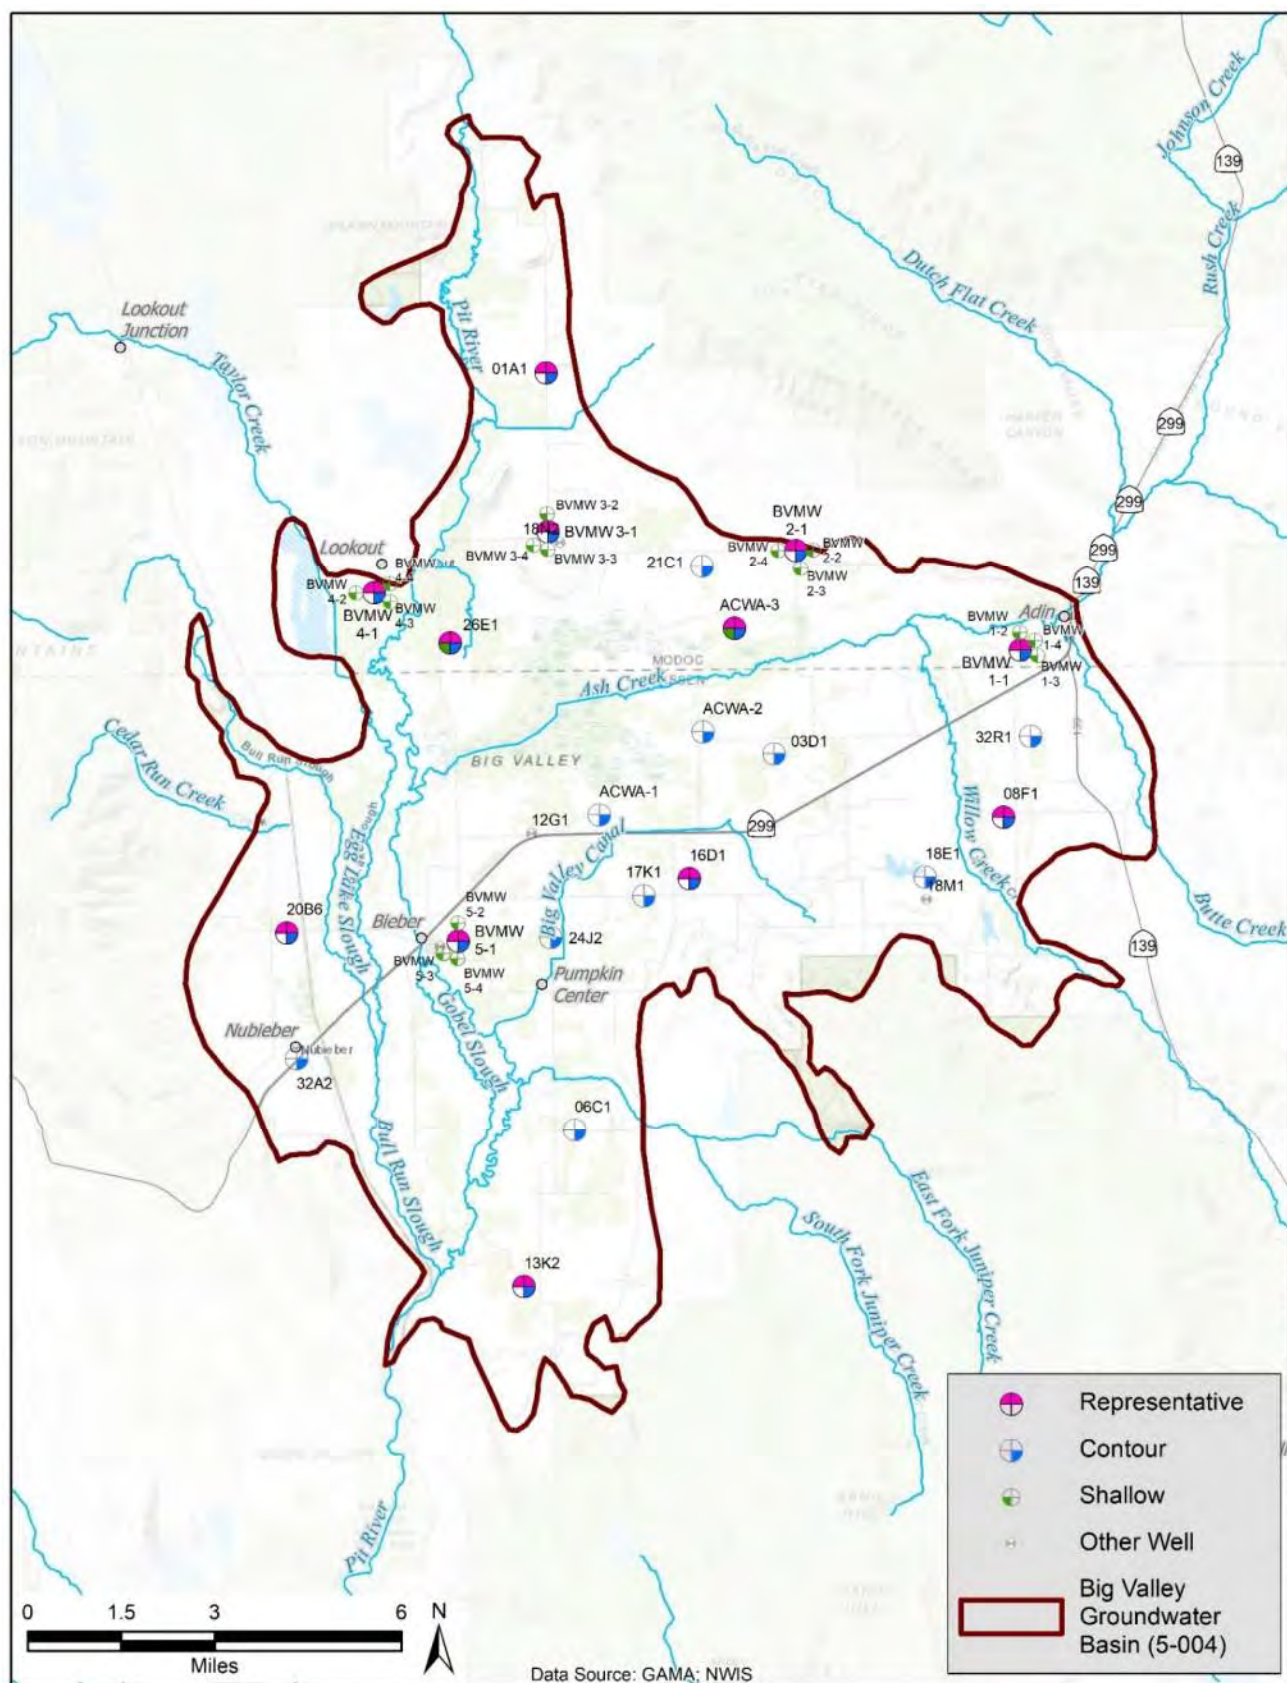 Johnson Creek
139
Rush Creek
Dutch Flat Creek
Lookout
Junction
Pit River
Taylor Creek
01A1
299
299
BVMW 3-2
BVMW 3-1
BVMW 3-4
BVMW 3-3
BVMW
2-1
BVMW
2-4
BVMW
2-2
BVMW
2-3
21C1
299
139
Lookout
BVMW
4-4
BVMW
4-2
BVMW
4-1
BVMW
4-3
26E1
ACWA-3
Adin
BVMW
1-2
BVMW
1-4
BVMW
1-1
BVMW
1-3
MODOC
Ash Creek
ACWA-2
03D1
32R1
139
Cedar Run Creek
Bull Run Slough
BIG VALLEY
ACWA-1
12G1
Big Valley Canal
299
Willow Creek
08F1
Egg Lake Slough
17K1
16D1
18E1
18M1
Butte Creek
20B6
Bieber
BVMW
5-2
BVMW
5-1
BVMW
5-3
BVMW
5-4
24J2
139
Pumpkin
Center
Gobel Slough
Nubieber
Nubieber
32A2
06C1
Bull Run Slough
East Fork Juniper Creek
South Fork Juniper Creek
13K2
Pit River
Representative
Contour
Shallow
Other Well
Big Valley
Groundwater
Basin (5-004)
0 1.5 3 6
Miles
N
Data Source: GAMA; NWIS